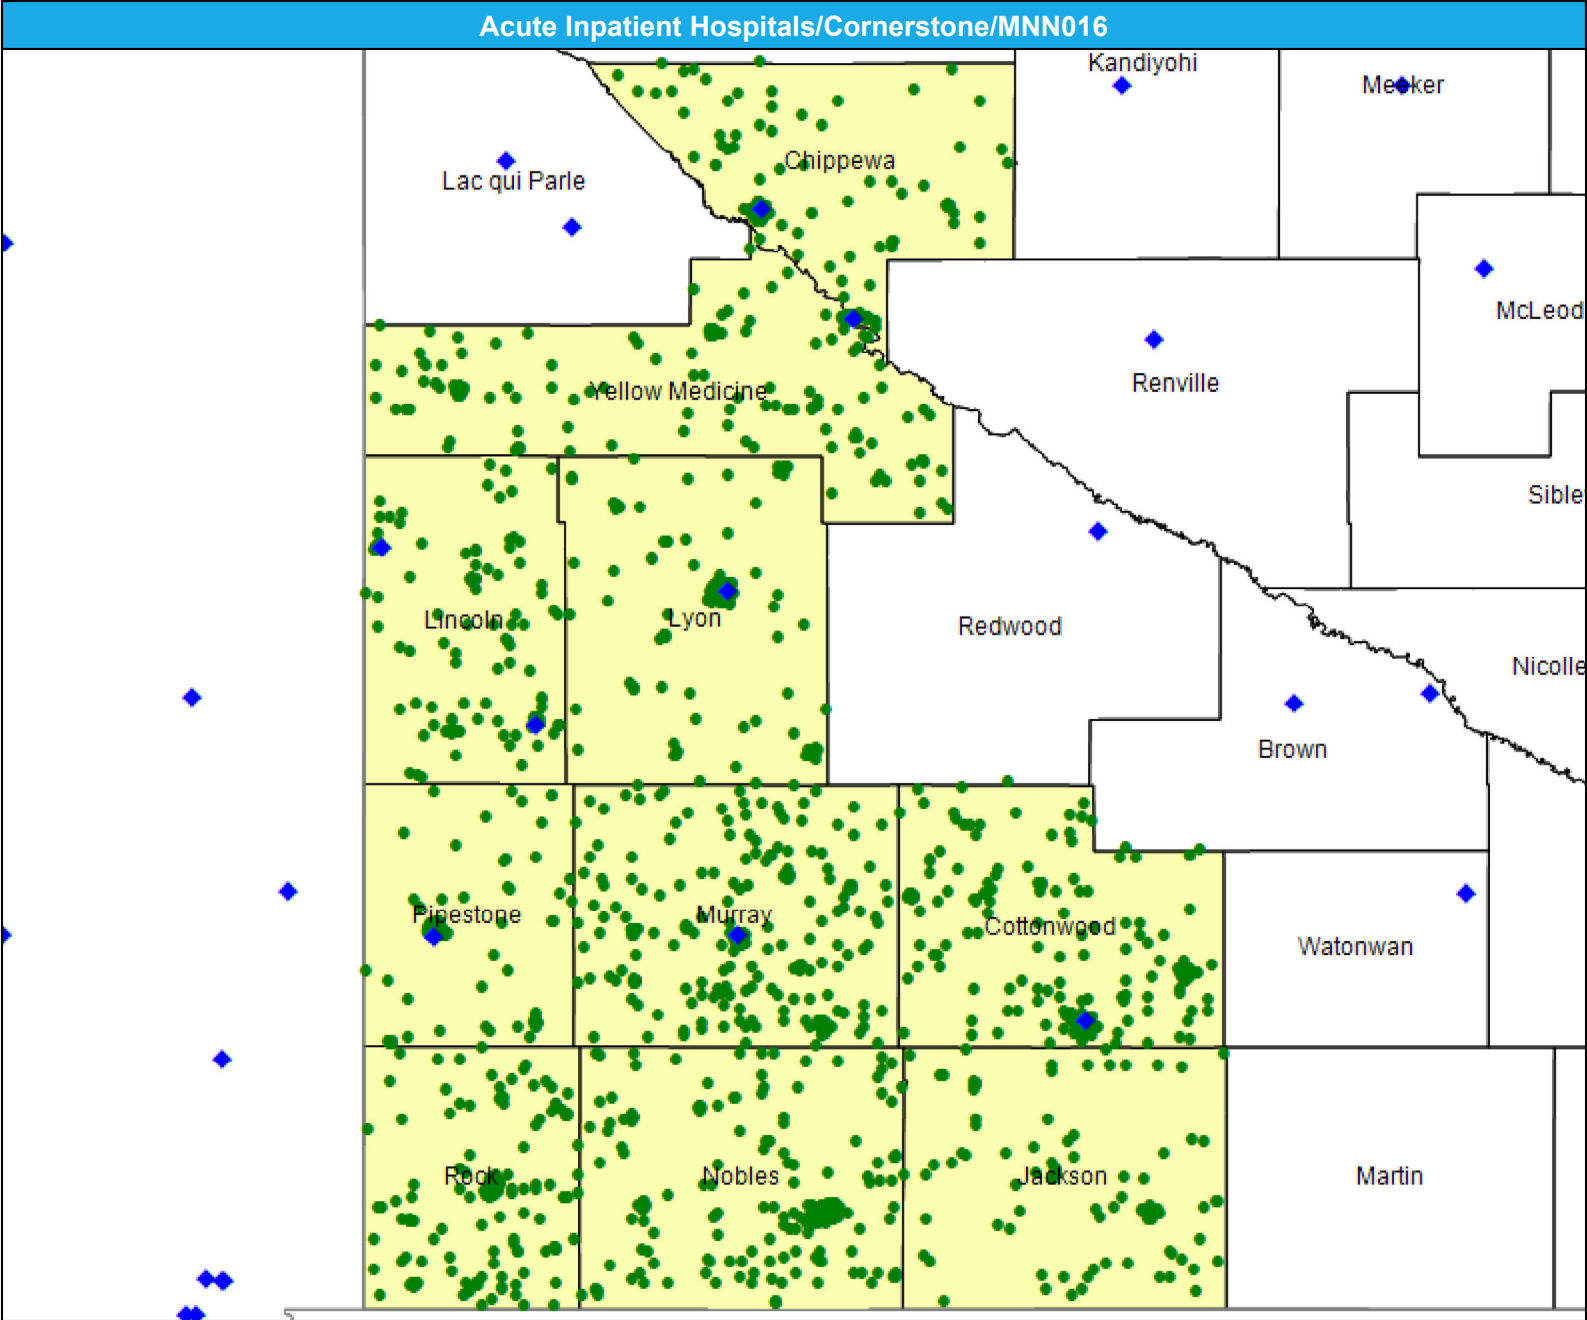 Acute Inpatient Hospitals/Cornerstone/MNN016
Kandiyohi
Meeker
Chippewa
Lac qui Parle
McLeod
Renville
Yellow Medicine
Sible
Lincoln
Lyon
Redwood
Nicolle
Brown
Pipestone
Murray
Cottonwood
Watonwan
Rock
Nobles
Jackson
Martin